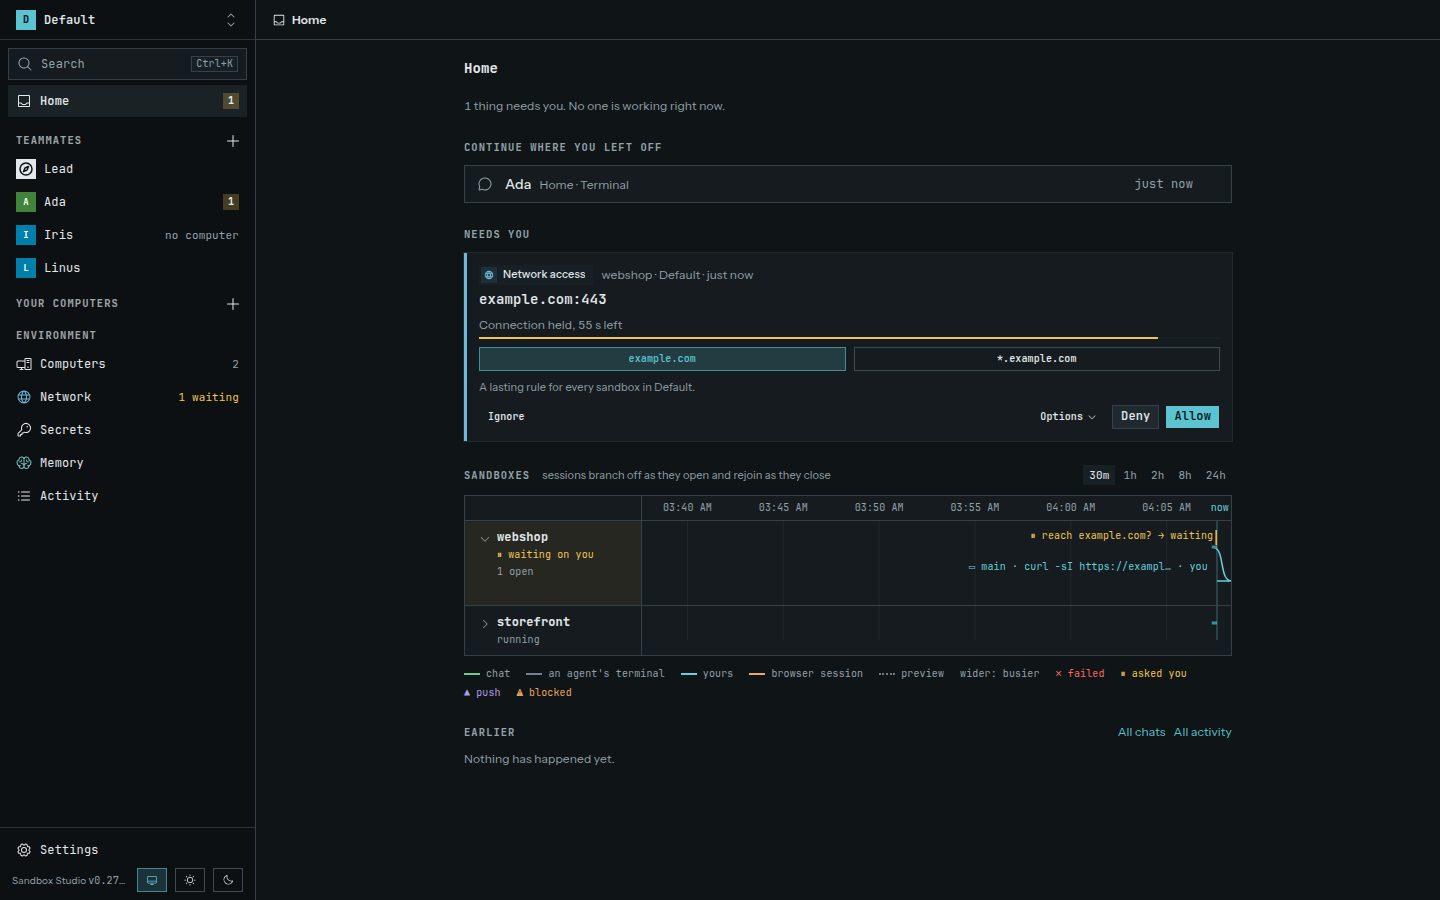 D Default
Search Ctrl+K
Home 1
TEAMMATES
Lead
A Ada 1
I Iris no computer
L Linus
YOUR COMPUTERS
ENVIRONMENT
Computers 2
Network 1 waiting
Secrets
Memory
Activity
Settings
Sandbox Studio v0.27…
Home
Home
1 thing needs you. No one is working right now.
CONTINUE WHERE YOU LEFT OFF
Ada Home · Terminal just now
NEEDS YOU
Network access webshop · Default · just now
example.com:443
Connection held, 55 s left
example.com *.example.com
A lasting rule for every sandbox in Default.
Ignore Options Deny Allow
SANDBOXES sessions branch off as they open and rejoin as they close 30m 1h 2h 8h 24h
03:40 AM 03:45 AM 03:50 AM 03:55 AM 04:00 AM 04:05 AM now
webshop
waiting on you
1 open
reach example.com? → waiting
main · curl -sI https://exampl… · you
storefront
running
chat an agent's terminal yours browser session preview wider: busier × failed asked you
push blocked
EARLIER All chats All activity
Nothing has happened yet.